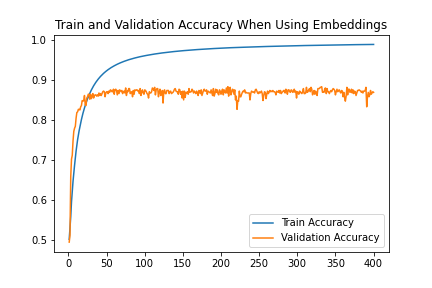 Train and Validation Accuracy When Using Embeddings
1.0
0.9
0.8
0.7
0.6
0.5
0 50 100 150 200 250 300 350 400
Train Accuracy
Validation Accuracy